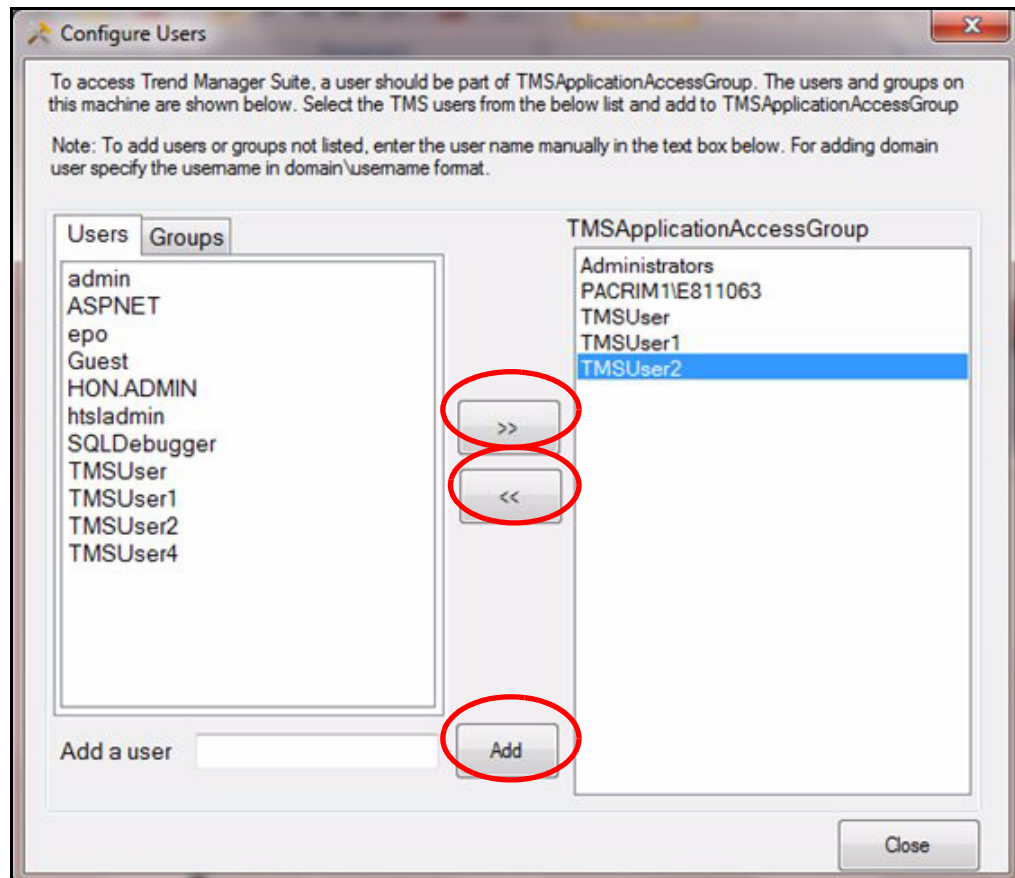 Configure Users
To access Trend Manager Suite, a user should be part of TMSApplicationAccessGroup. The users and groups on
this machine are shown below. Select the TMS users from the below list and add to TMSApplicationAccessGroup
Note: To add users or groups not listed, enter the user name manually in the text box below. For adding domain
user specify the username in domain\username format.
Users
Groups
admin
ASPNET
epo
Guest
HON.ADMIN
htsladmin
SQLDebugger
TMSUser
TMSUser1
TMSUser2
TMSUser4
>>
<<
Add a user
Add
TMSApplicationAccessGroup
Administrators
PACRIM1\E811063
TMSUser
TMSUser1
TMSUser2
Close